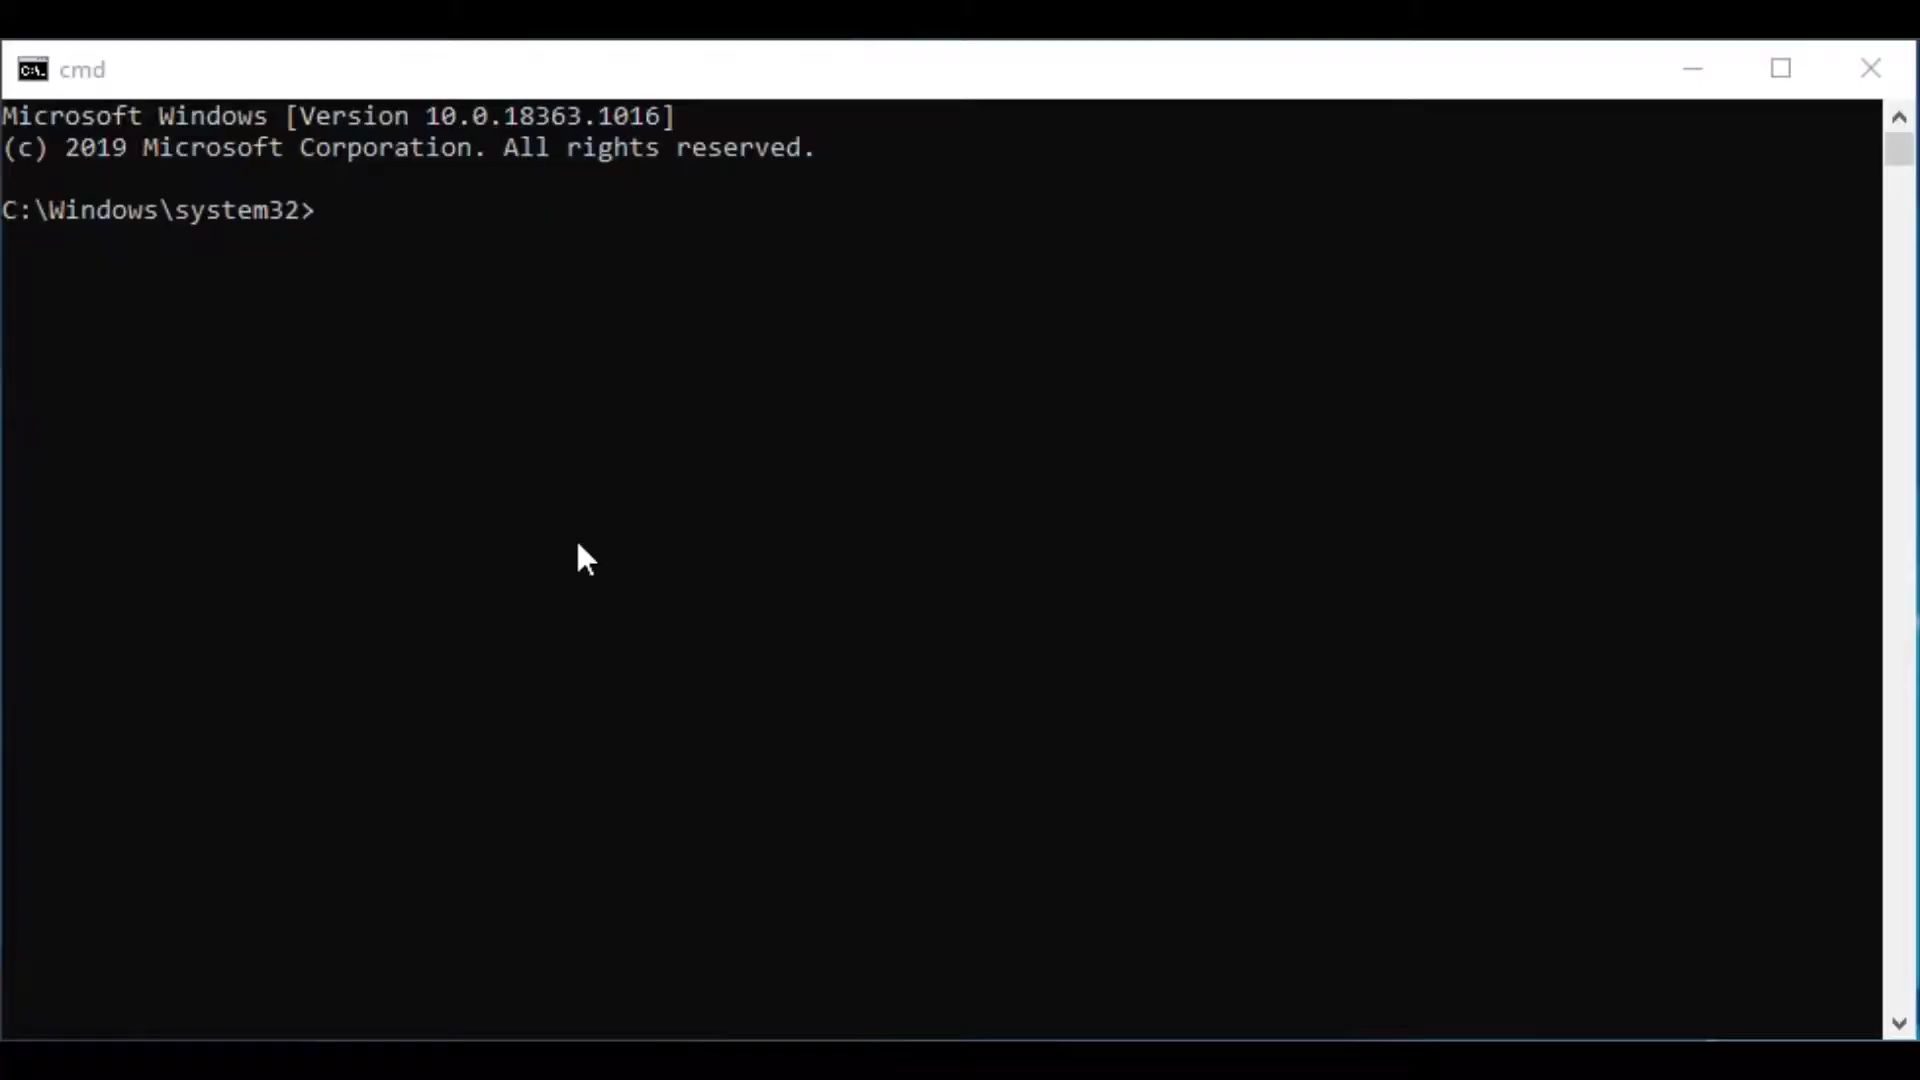 cmd
Microsoft Windows [Version 10.0.18363.1016]
(c) 2019 Microsoft Corporation. All rights reserved.
C:\Windows\system32>